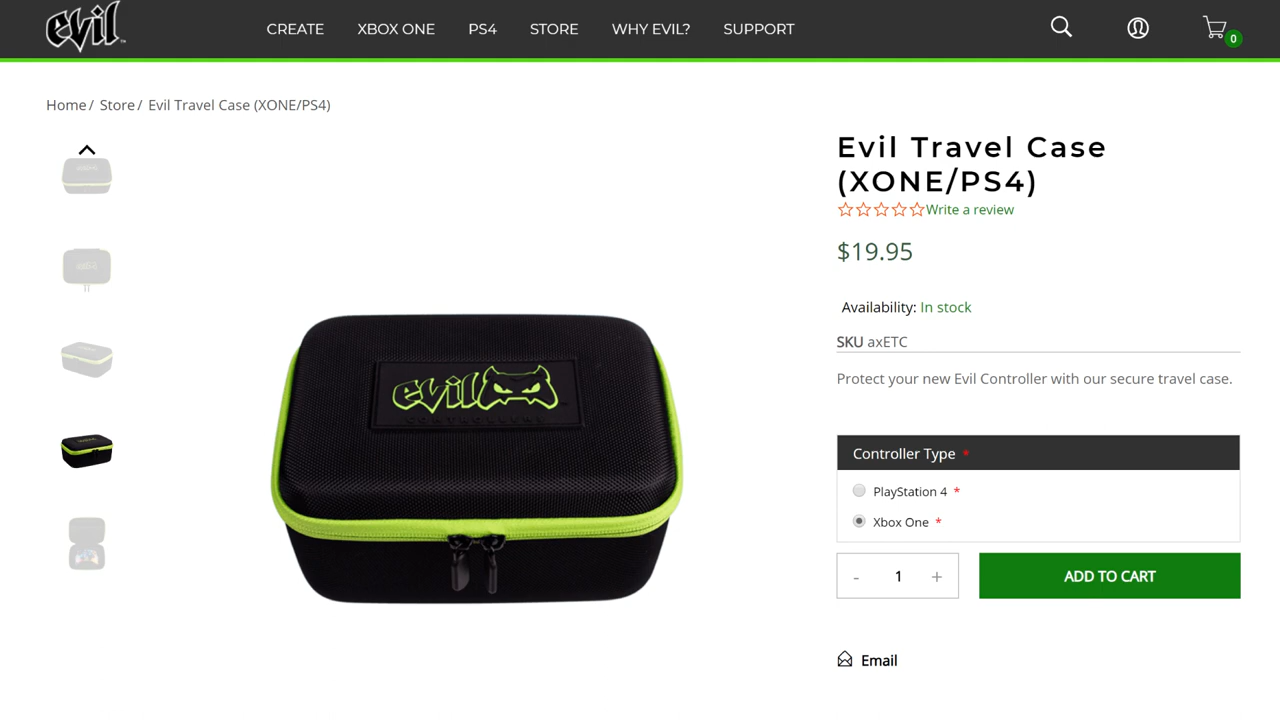 evil
CREATE XBOX ONE PS4 STORE WHY EVIL? SUPPORT
0
Home / Store / Evil Travel Case (XONE/PS4)
Evil Travel Case
(XONE/PS4)
Write a review
$19.95
Availability: In stock
SKU axETC
Protect your new Evil Controller with our secure travel case.
evil
CONTROLLERS
Controller Type *
PlayStation 4 *
Xbox One *
- 1 +
ADD TO CART
Email